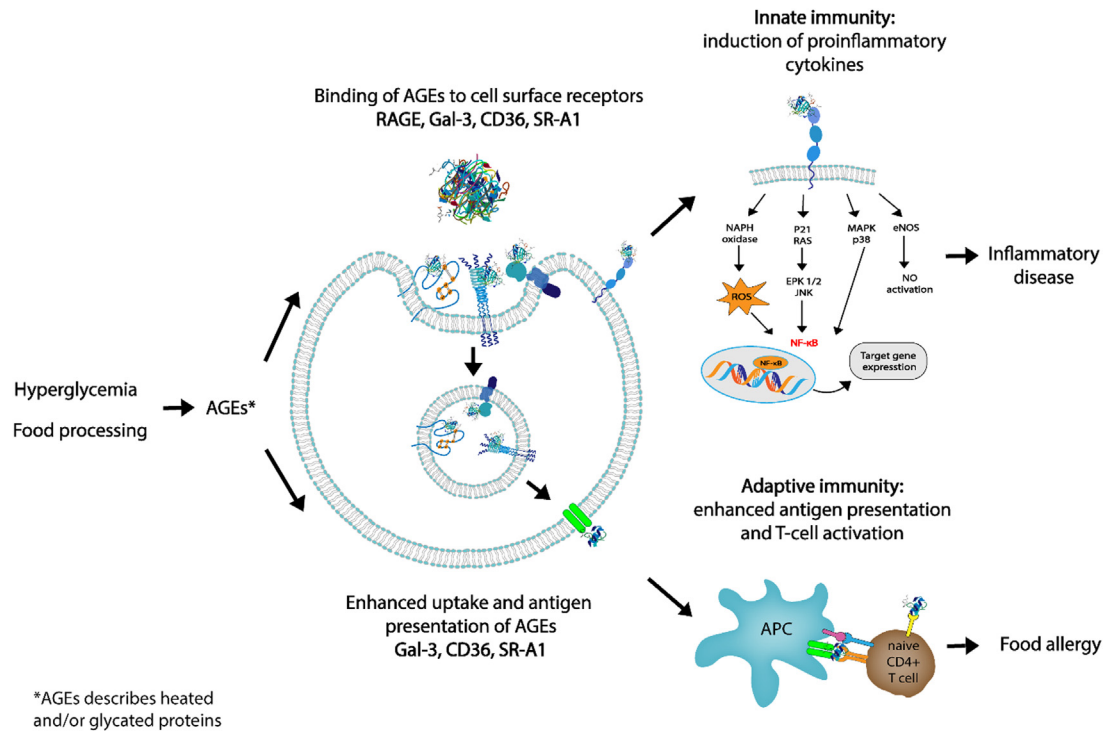 Innate immunity:
induction of proinflammatory
cytokines
Binding of AGEs to cell surface receptors
RAGE, Gal-3, CD36, SR-A1
NAPH
oxidase
P21
RAS
MAPK
p38
eNOS
ROS
EPK 1/2
JNK
NO
activation
Inflammatory
disease
NF-κB
NF-κB
Target gene
expresstion
Hyperglycemia
Food processing
AGEs*
Adaptive immunity:
enhanced antigen presentation
and T-cell activation
Enhanced uptake and antigen
presentation of AGEs
Gal-3, CD36, SR-A1
APC
naive
CD4+
T cell
Food allergy
*AGEs describes heated
and/or glycated proteins